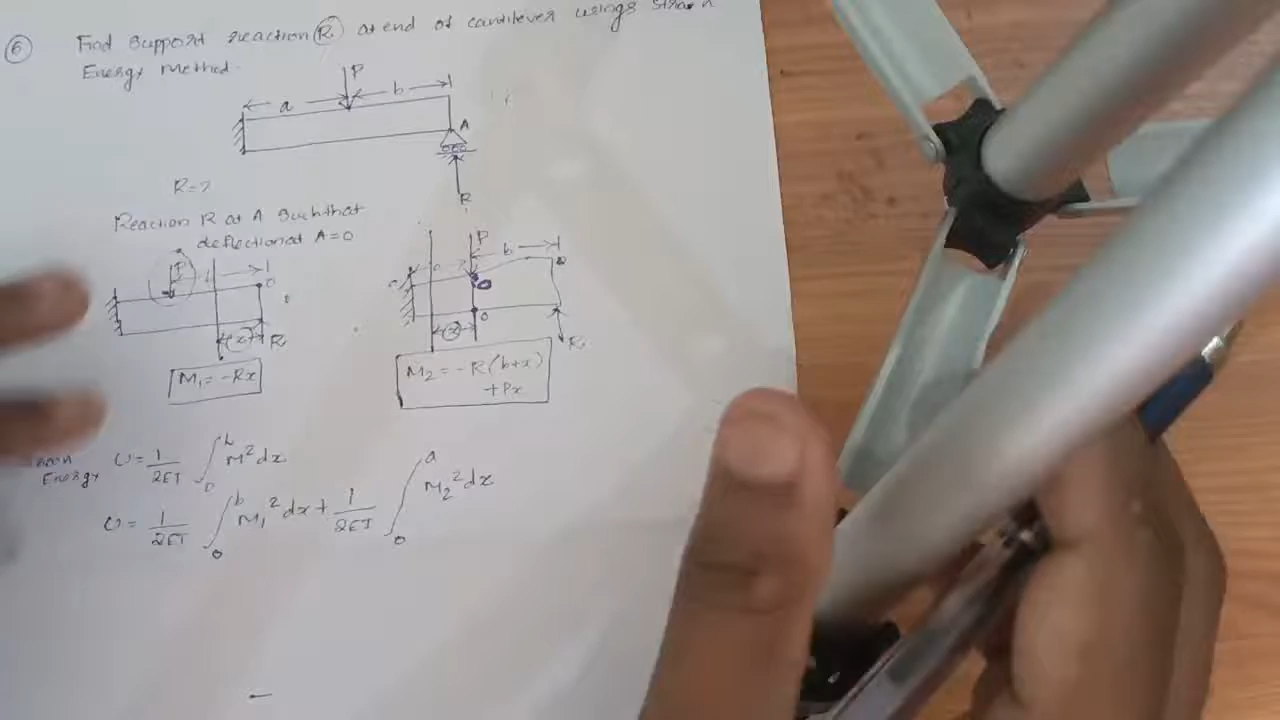 6 Find support reaction (R) at end of cantilever using strain
Energy method.
P
a b
A
R
R=?
Reaction R at A such that
deflection at A=0
P b
(x) R
M₁ = -Rx
P
b
(x) R
M₂ = -R(b+x)
+Px
Energy
U = 1/2EI ∫₀ᴸ M² dx
U = 1/2EI ∫₀ᵇ M₁² dx + 1/2EI ∫₀ᵃ M₂² dx